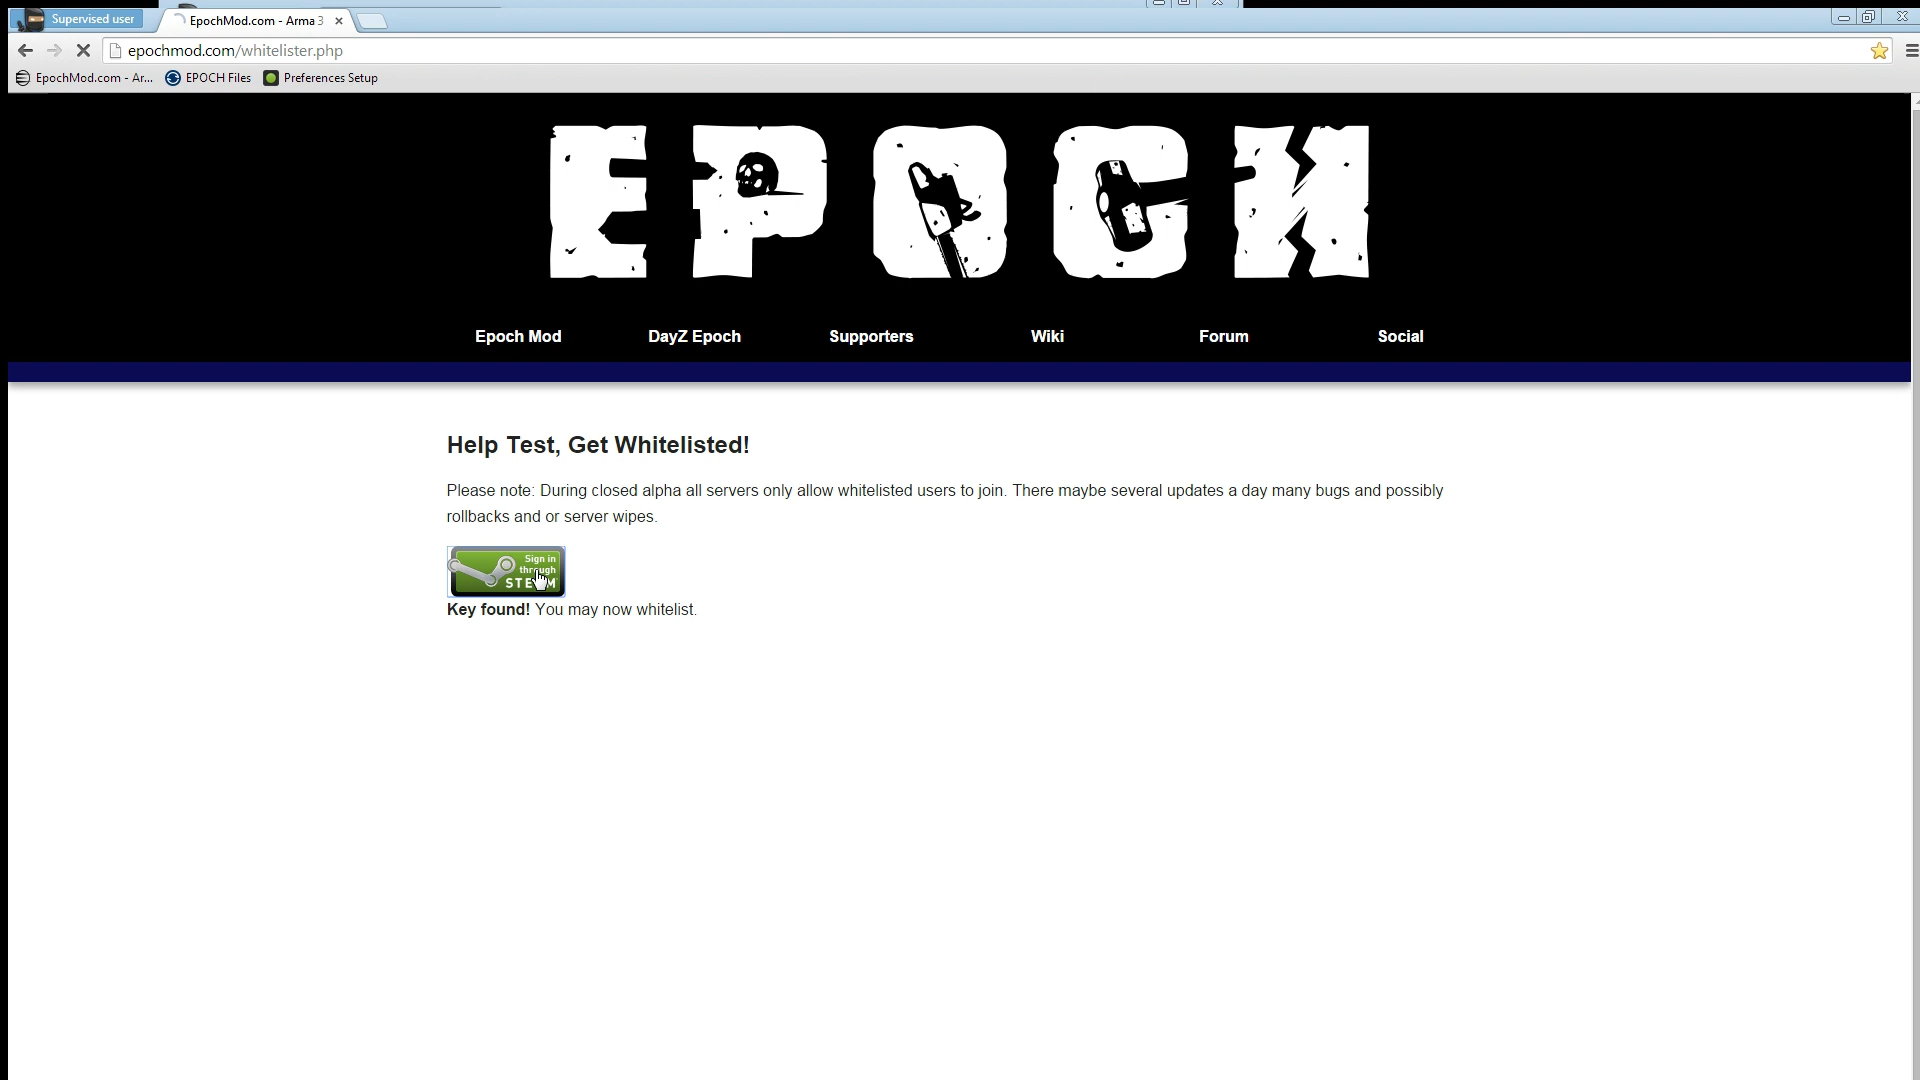 Supervised user
EpochMod.com - Arma 3
epochmod.com/whitelister.php
EpochMod.com - Ar...
EPOCH Files
Preferences Setup
EPOCH
Epoch Mod
DayZ Epoch
Supporters
Wiki
Forum
Social
Help Test, Get Whitelisted!
Please note: During closed alpha all servers only allow whitelisted users to join. There maybe several updates a day many bugs and possibly
rollbacks and or server wipes.
Sign in
through
STEAM
Key found! You may now whitelist.